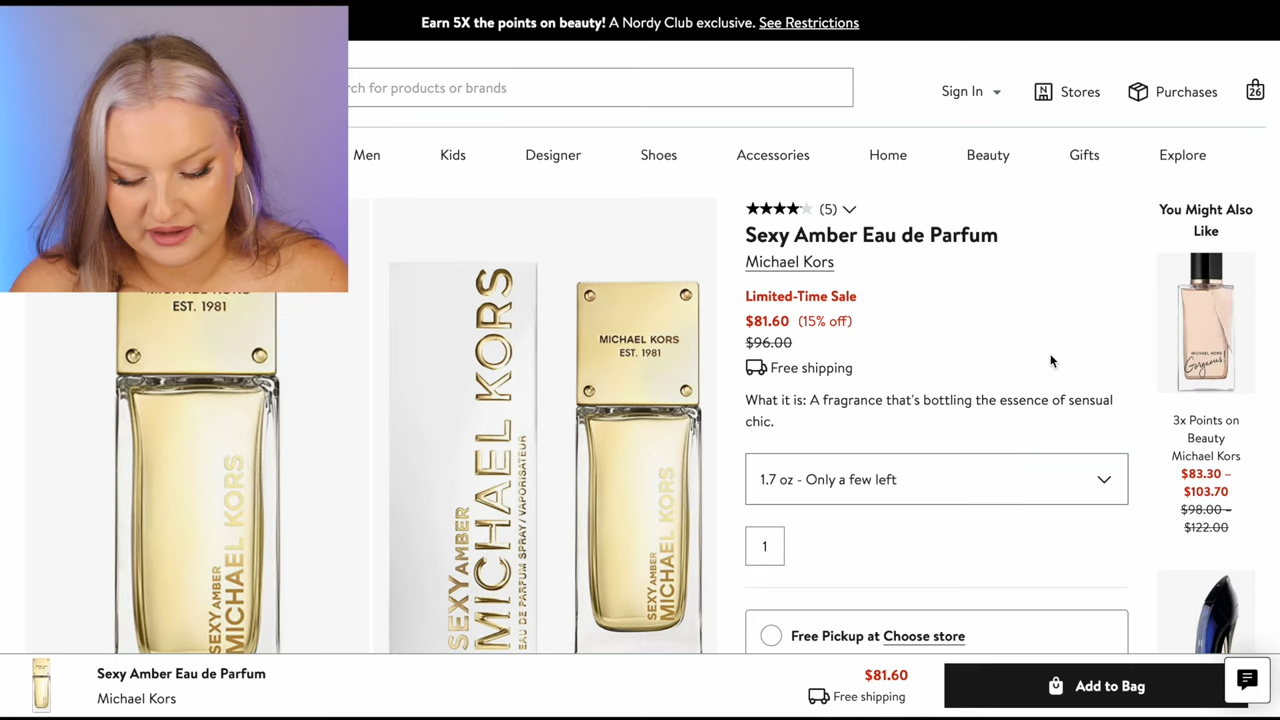 Earn 5X the points on beauty! A Nordy Club exclusive. See Restrictions
rch for products or brands
Sign In
Stores
Purchases
26
Men
Kids
Designer
Shoes
Accessories
Home
Beauty
Gifts
Explore
EST. 1981
SEXY AMBER
MICHAEL KORS
SEXY AMBER
MICHAEL KORS
EAU DE PARFUM SPRAY / VAPORISATEUR
MICHAEL KORS
EST. 1981
SEXY AMBER
MICHAEL KORS
(5)
Sexy Amber Eau de Parfum
Michael Kors
Limited-Time Sale
$81.60 (15% off)
$96.00
Free shipping
What it is: A fragrance that's bottling the essence of sensual
chic.
1.7 oz - Only a few left
1
Free Pickup at Choose store
You Might Also
Like
MICHAEL KORS
Gorgeous!
3x Points on
Beauty
Michael Kors
$83.30 –
$103.70
$98.00 –
$122.00
Sexy Amber Eau de Parfum
Michael Kors
$81.60
Free shipping
Add to Bag